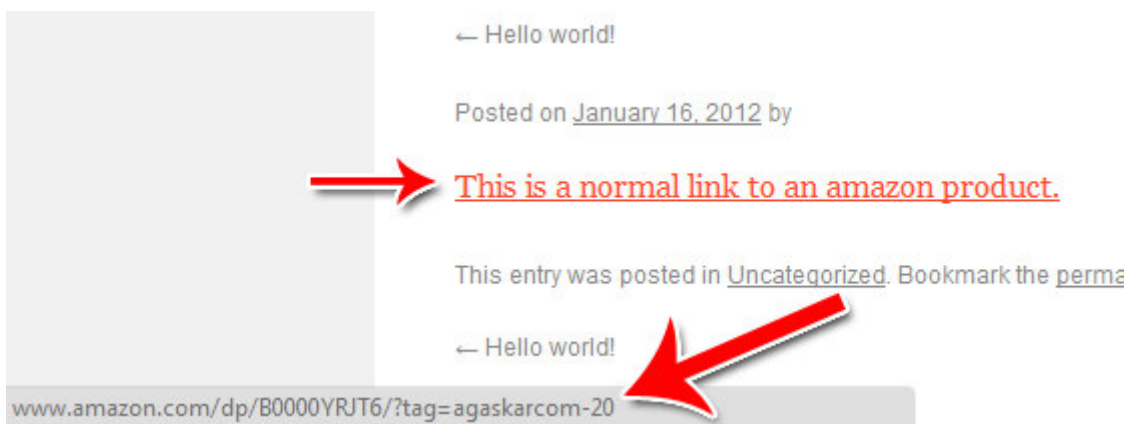 ← Hello world!
Posted on January 16, 2012 by
This is a normal link to an amazon product.
This entry was posted in Uncategorized. Bookmark the perma
← Hello world!
www.amazon.com/dp/B0000YRJT6/?tag=agaskarcom-20